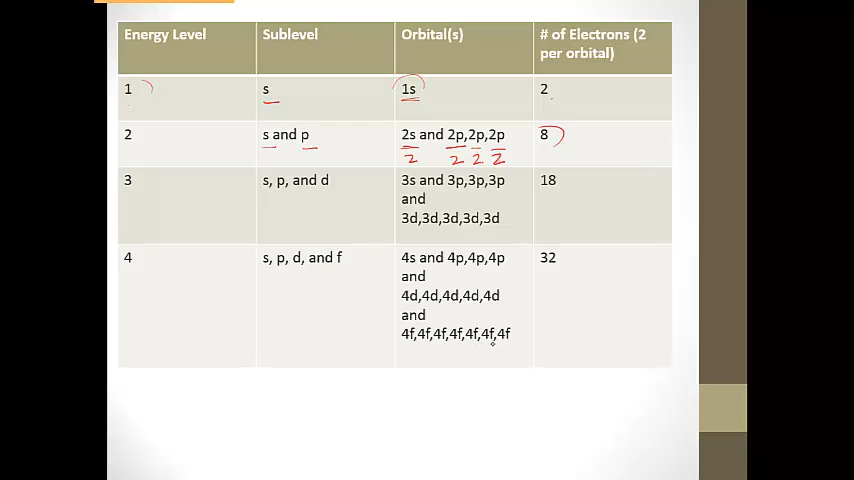 Energy Level Sublevel Orbital(s) # of Electrons (2
per orbital)
1 s 1s 2
2 s and p 2s and 2p,2p,2p 8
2 2 2 2
3 s, p, and d 3s and 3p,3p,3p 18
and
3d,3d,3d,3d,3d
4 s, p, d, and f 4s and 4p,4p,4p 32
and
4d,4d,4d,4d,4d
and
4f,4f,4f,4f,4f,4f,4f